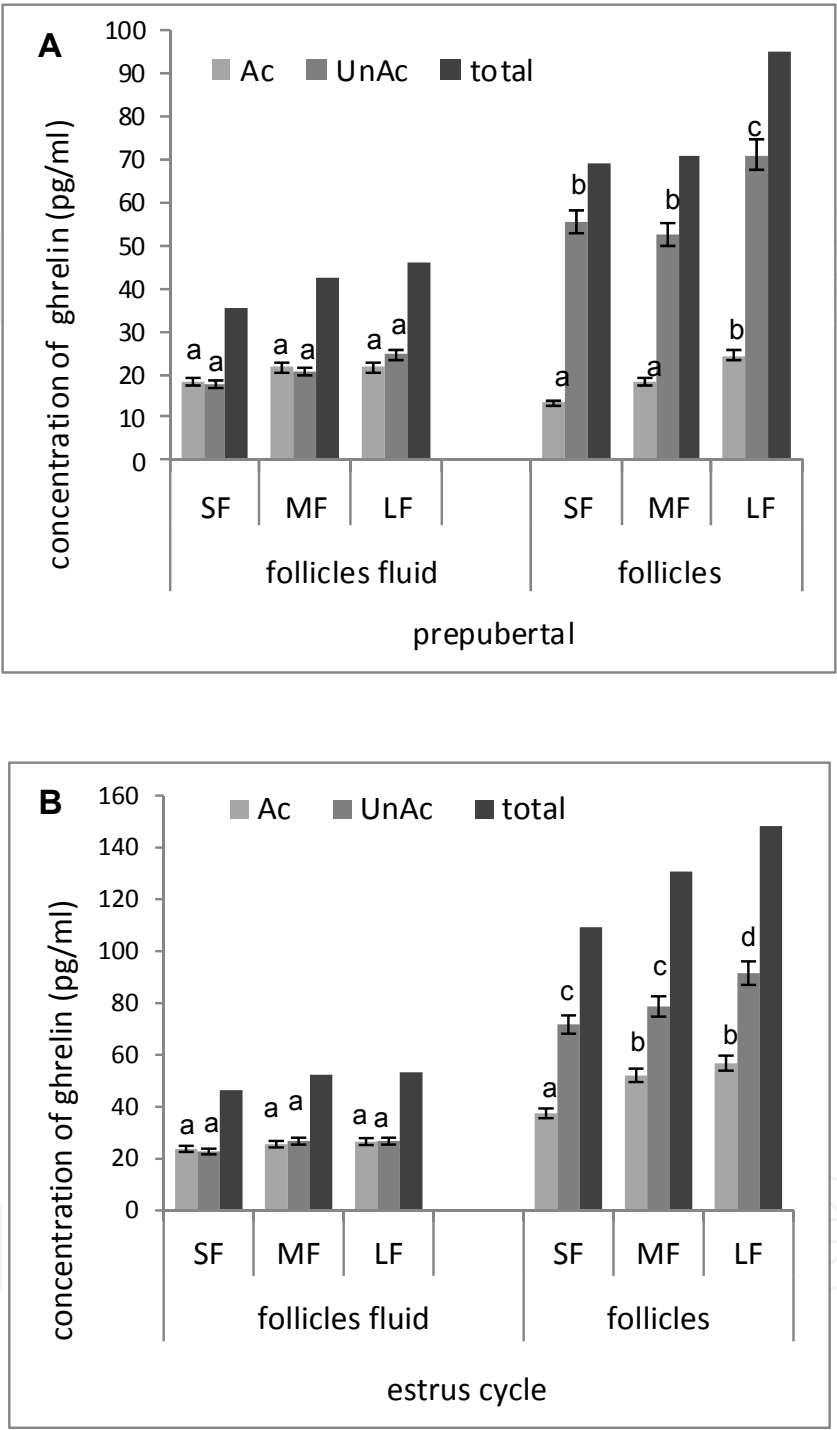 A
Ac UnAc total
concentration of ghrelin (pg/ml)
100
90
80
70
60
50
40
30
20
10
0
a a a a a a
a b a b b c
SF MF LF SF MF LF
follicles fluid follicles
prepubertal
B
Ac UnAc total
concentration of ghrelin (pg/ml)
160
140
120
100
80
60
40
20
0
a a a a a a
a c b c b d
SF MF LF SF MF LF
follicles fluid follicles
estrus cycle